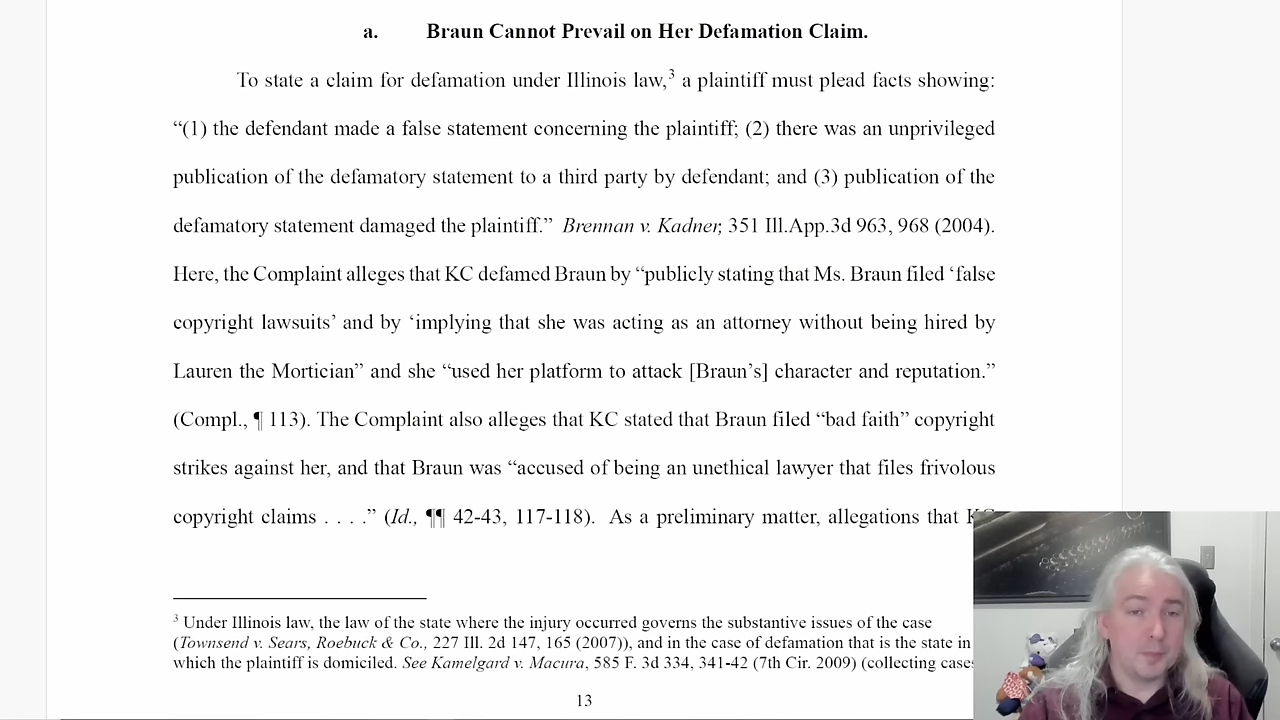 a. Braun Cannot Prevail on Her Defamation Claim.
To state a claim for defamation under Illinois law,3 a plaintiff must plead facts showing:
“(1) the defendant made a false statement concerning the plaintiff; (2) there was an unprivileged
publication of the defamatory statement to a third party by defendant; and (3) publication of the
defamatory statement damaged the plaintiff.” Brennan v. Kadner, 351 Ill.App.3d 963, 968 (2004).
Here, the Complaint alleges that KC defamed Braun by “publicly stating that Ms. Braun filed ‘false
copyright lawsuits’ and by ‘implying that she was acting as an attorney without being hired by
Lauren the Mortician” and she “used her platform to attack [Braun’s] character and reputation.”
(Compl., ¶ 113). The Complaint also alleges that KC stated that Braun filed “bad faith” copyright
strikes against her, and that Braun was “accused of being an unethical lawyer that files frivolous
copyright claims . . . .” (Id., ¶¶ 42-43, 117-118). As a preliminary matter, allegations that KC
3 Under Illinois law, the law of the state where the injury occurred governs the substantive issues of the case
(Townsend v. Sears, Roebuck & Co., 227 Ill. 2d 147, 165 (2007)), and in the case of defamation that is the state in
which the plaintiff is domiciled. See Kamelgard v. Macura, 585 F. 3d 334, 341-42 (7th Cir. 2009) (collecting cases
13